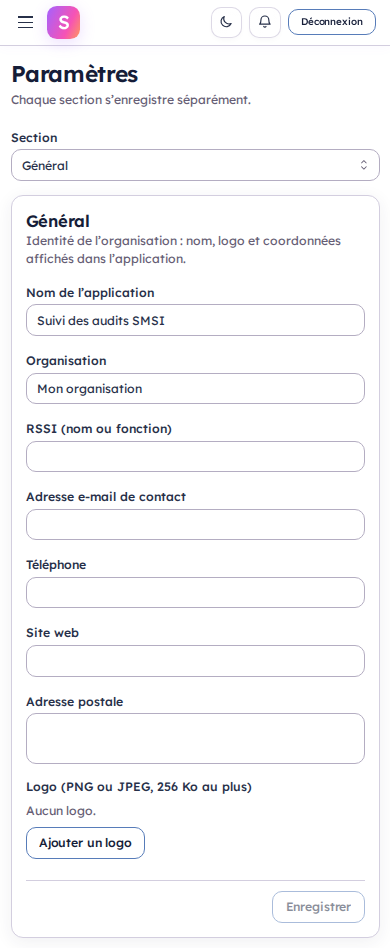 S
Déconnexion
Paramètres
Chaque section s’enregistre séparément.
Section
Général
Général
Identité de l’organisation : nom, logo et coordonnées
affichés dans l’application.
Nom de l’application
Suivi des audits SMSI
Organisation
Mon organisation
RSSI (nom ou fonction)
Adresse e-mail de contact
Téléphone
Site web
Adresse postale
Logo (PNG ou JPEG, 256 Ko au plus)
Aucun logo.
Ajouter un logo
Enregistrer